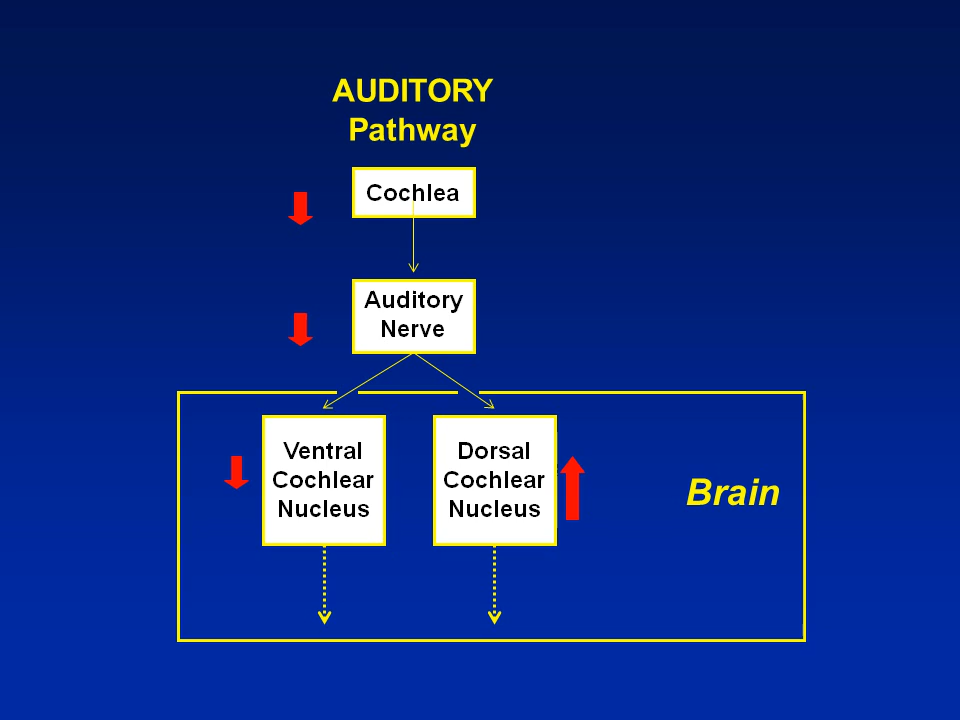 AUDITORY
Pathway
Cochlea
Auditory
Nerve
Ventral
Cochlear
Nucleus
Dorsal
Cochlear
Nucleus
Brain